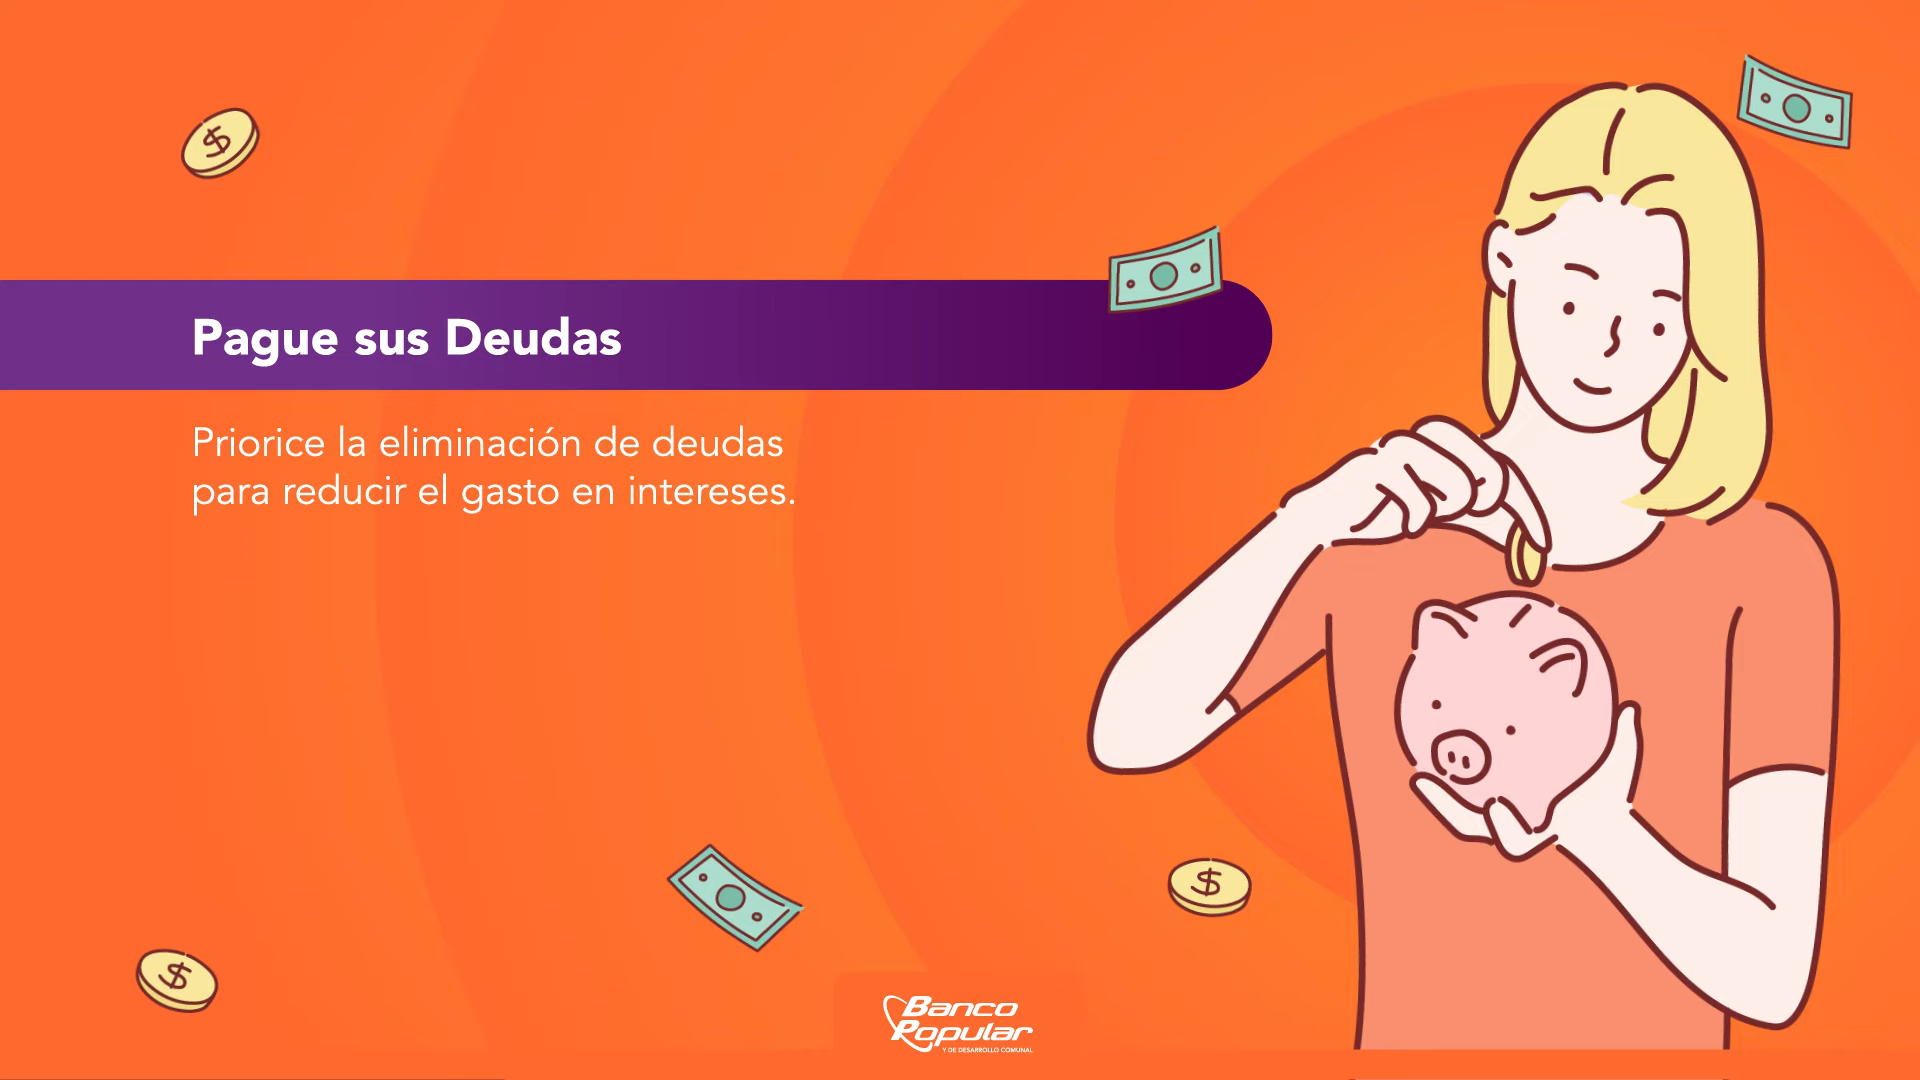 Pague sus Deudas
Priorice la eliminación de deudas
para reducir el gasto en intereses.
Banco
Popular
Y DE DESARROLLO COMUNAL